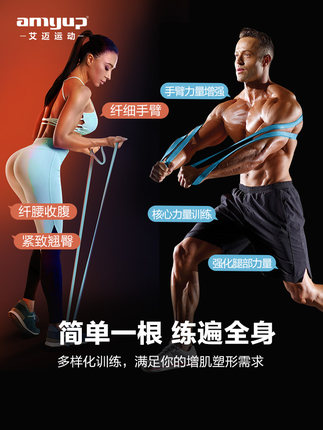 amyup
艾迈运动
手臂力量增强
纤细手臂
纤腰收腹
核心力量训练
紧致翘臀
强化腿部力量
简单一根 练遍全身
多样化训练，满足你的增肌塑形需求